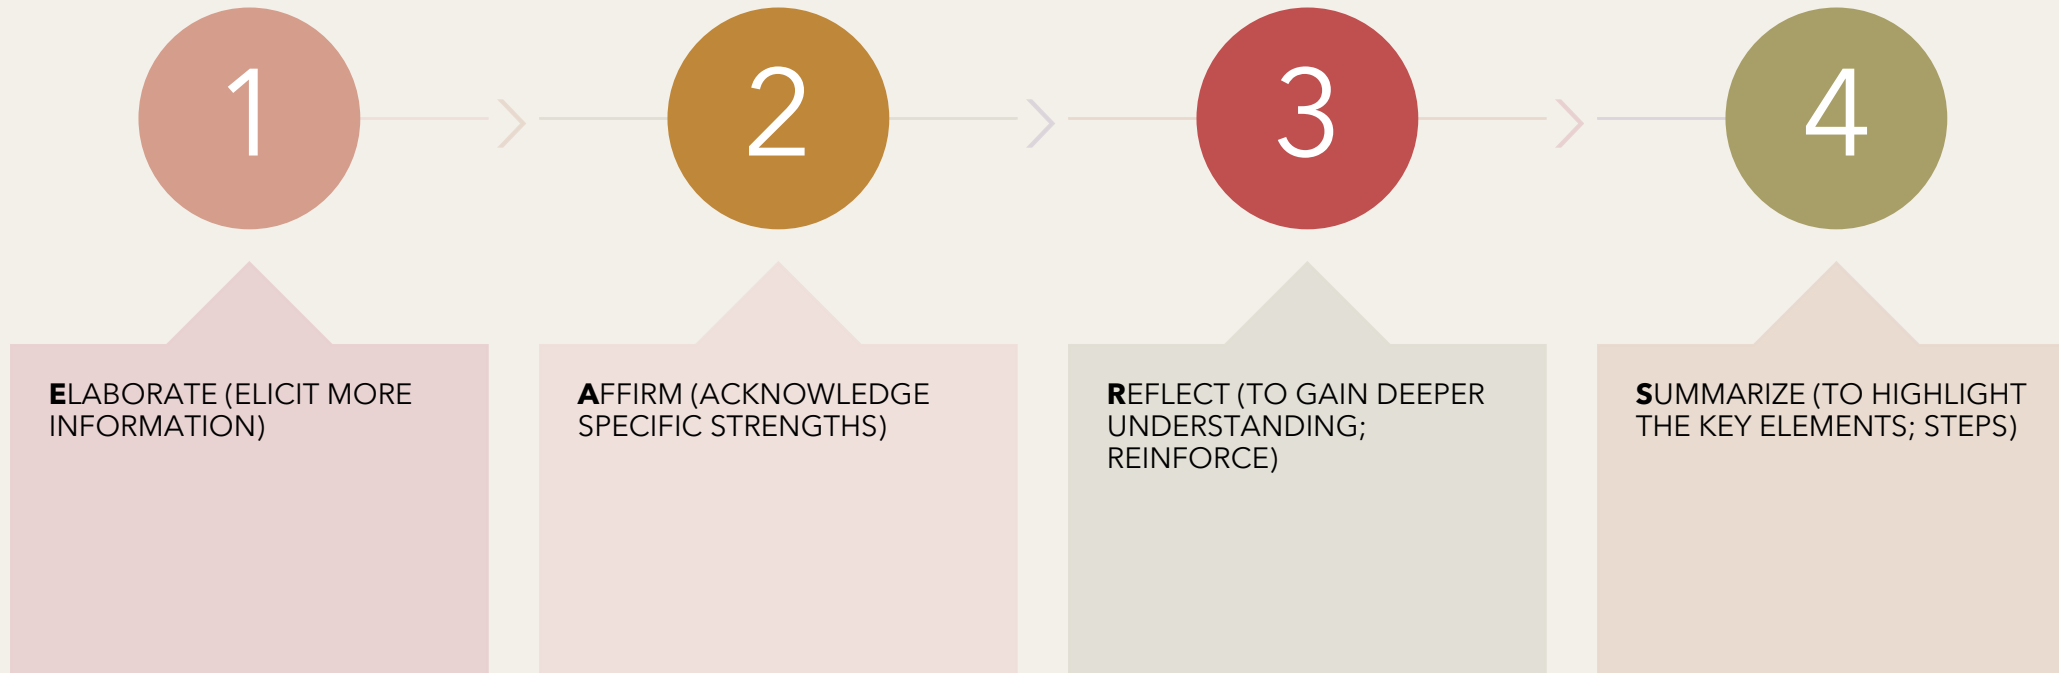 1
2
3
4
ELABORATE (ELICIT MORE
INFORMATION)
AFFIRM (ACKNOWLEDGE
SPECIFIC STRENGTHS)
REFLECT (TO GAIN DEEPER
UNDERSTANDING;
REINFORCE)
SUMMARIZE (TO HIGHLIGHT
THE KEY ELEMENTS; STEPS)